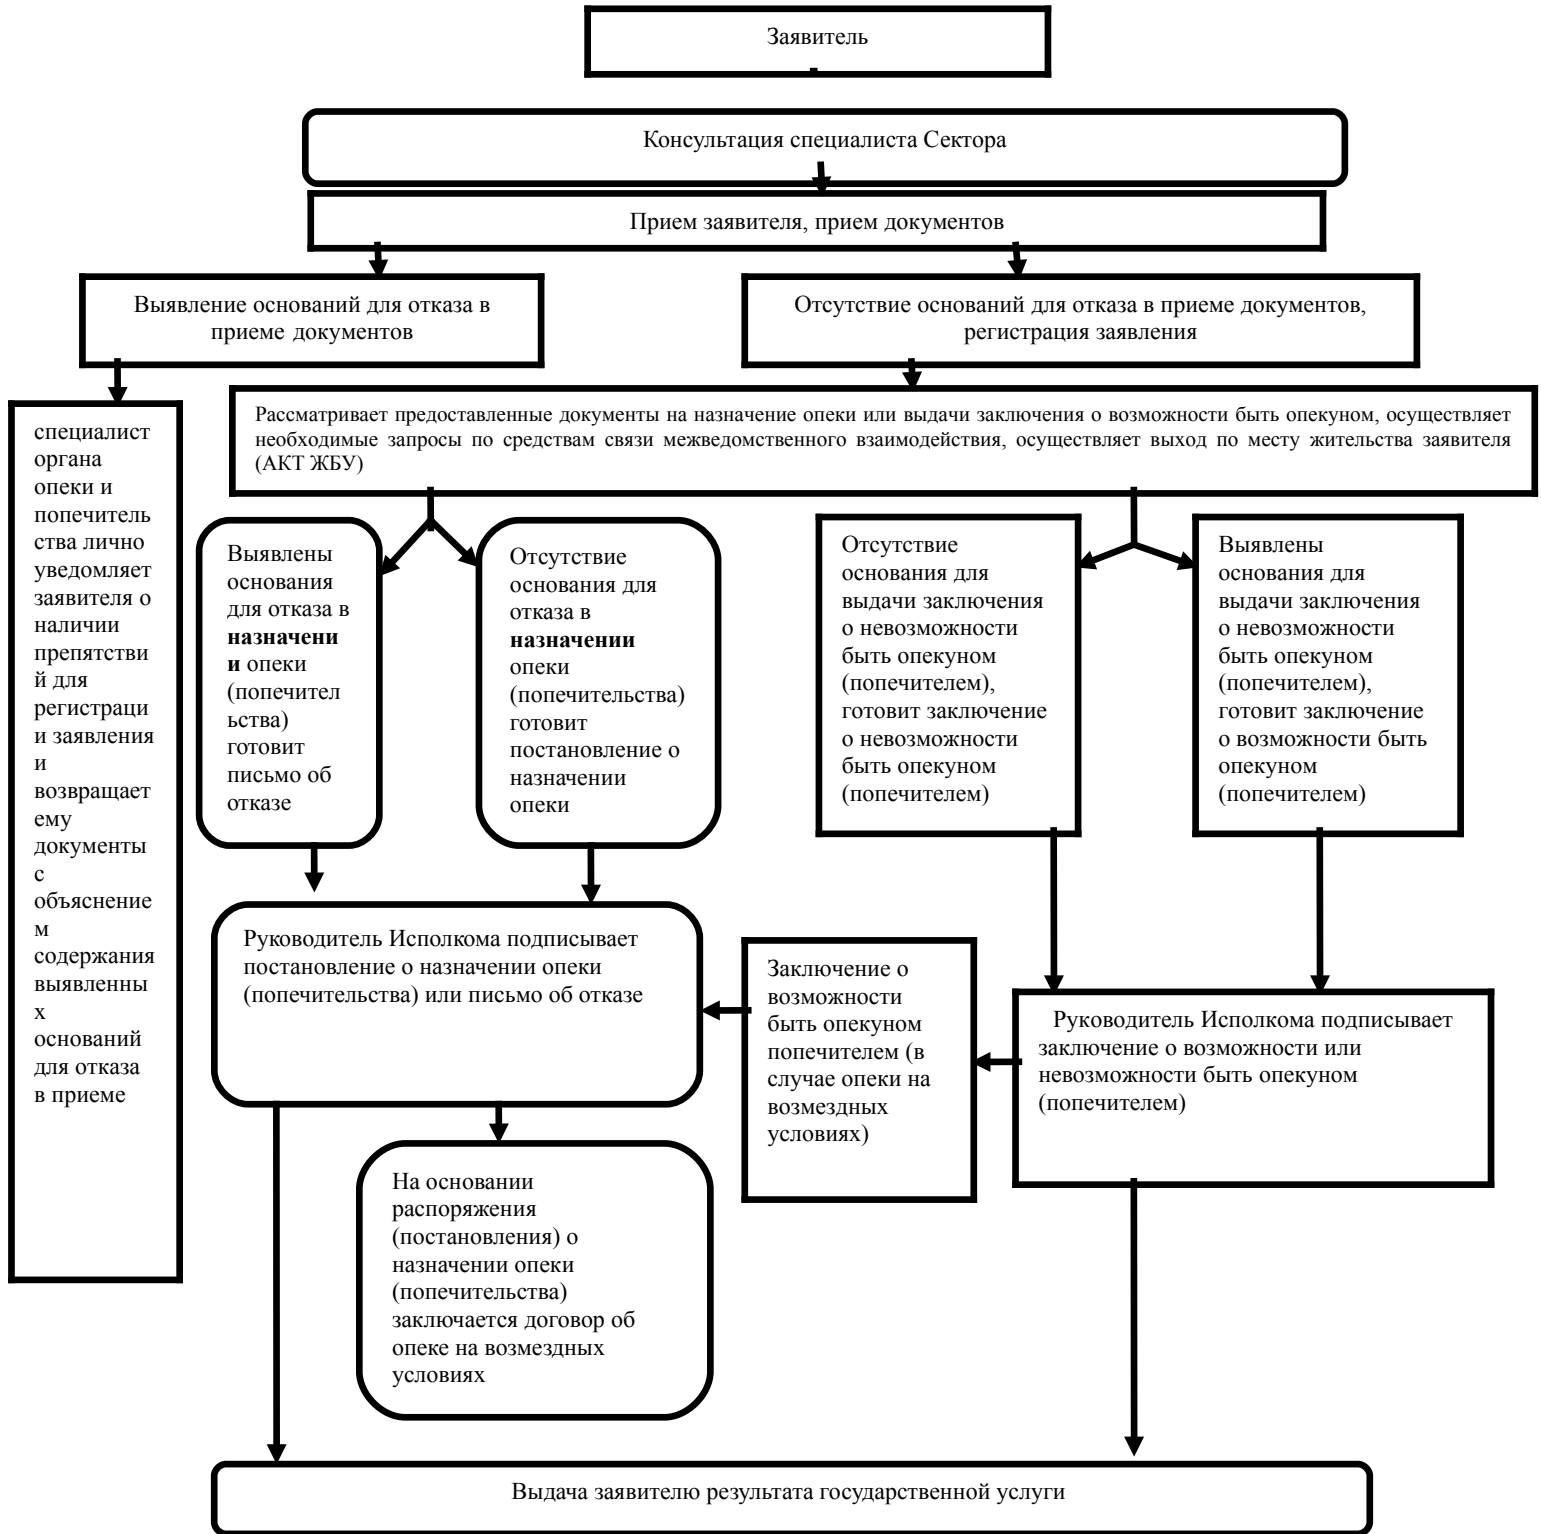 Заявитель
Консультация специалиста Сектора
Прием заявителя, прием документов
Выявление оснований для отказа в
приеме документов
Отсутствие оснований для отказа в приеме документов,
регистрация заявления
Рассматривает предоставленные документы на назначение опеки или выдачи заключения о возможности быть опекуном, осуществляет
необходимые запросы по средствам связи межведомственного взаимодействия, осуществляет выход по месту жительства заявителя
(АКТ ЖБУ)
специалист
органа
опеки и
попечитель
ства лично
уведомляет
заявителя о
наличии
препятстви
й для
регистраци
и заявления
и
возвращает
ему
документы
с
объяснение
м
содержания
выявленны
х
оснований
для отказа
в приеме
Выявлены
основания
для отказа в
назначени
и опеки
(попечител
ьства)
готовит
письмо об
отказе
Отсутствие
основания для
отказа в
назначении
опеки
(попечительства)
готовит
постановление о
назначении
опеки
Отсутствие
основания для
выдачи заключения
о невозможности
быть опекуном
(попечителем),
готовит заключение
о невозможности
быть опекуном
(попечителем)
Выявлены
основания для
выдачи заключения
о невозможности
быть опекуном
(попечителем),
готовит заключение
о возможности быть
опекуном
(попечителем)
Руководитель Исполкома подписывает
постановление о назначении опеки
(попечительства) или письмо об отказе
Заключение о
возможности
быть опекуном
попечителем (в
случае опеки на
возмездных
условиях)
Руководитель Исполкома подписывает
заключение о возможности или
невозможности быть опекуном
(попечителем)
На основании
распоряжения
(постановления) о
назначении опеки
(попечительства)
заключается договор об
опеке на возмездных
условиях
Выдача заявителю результата государственной услуги